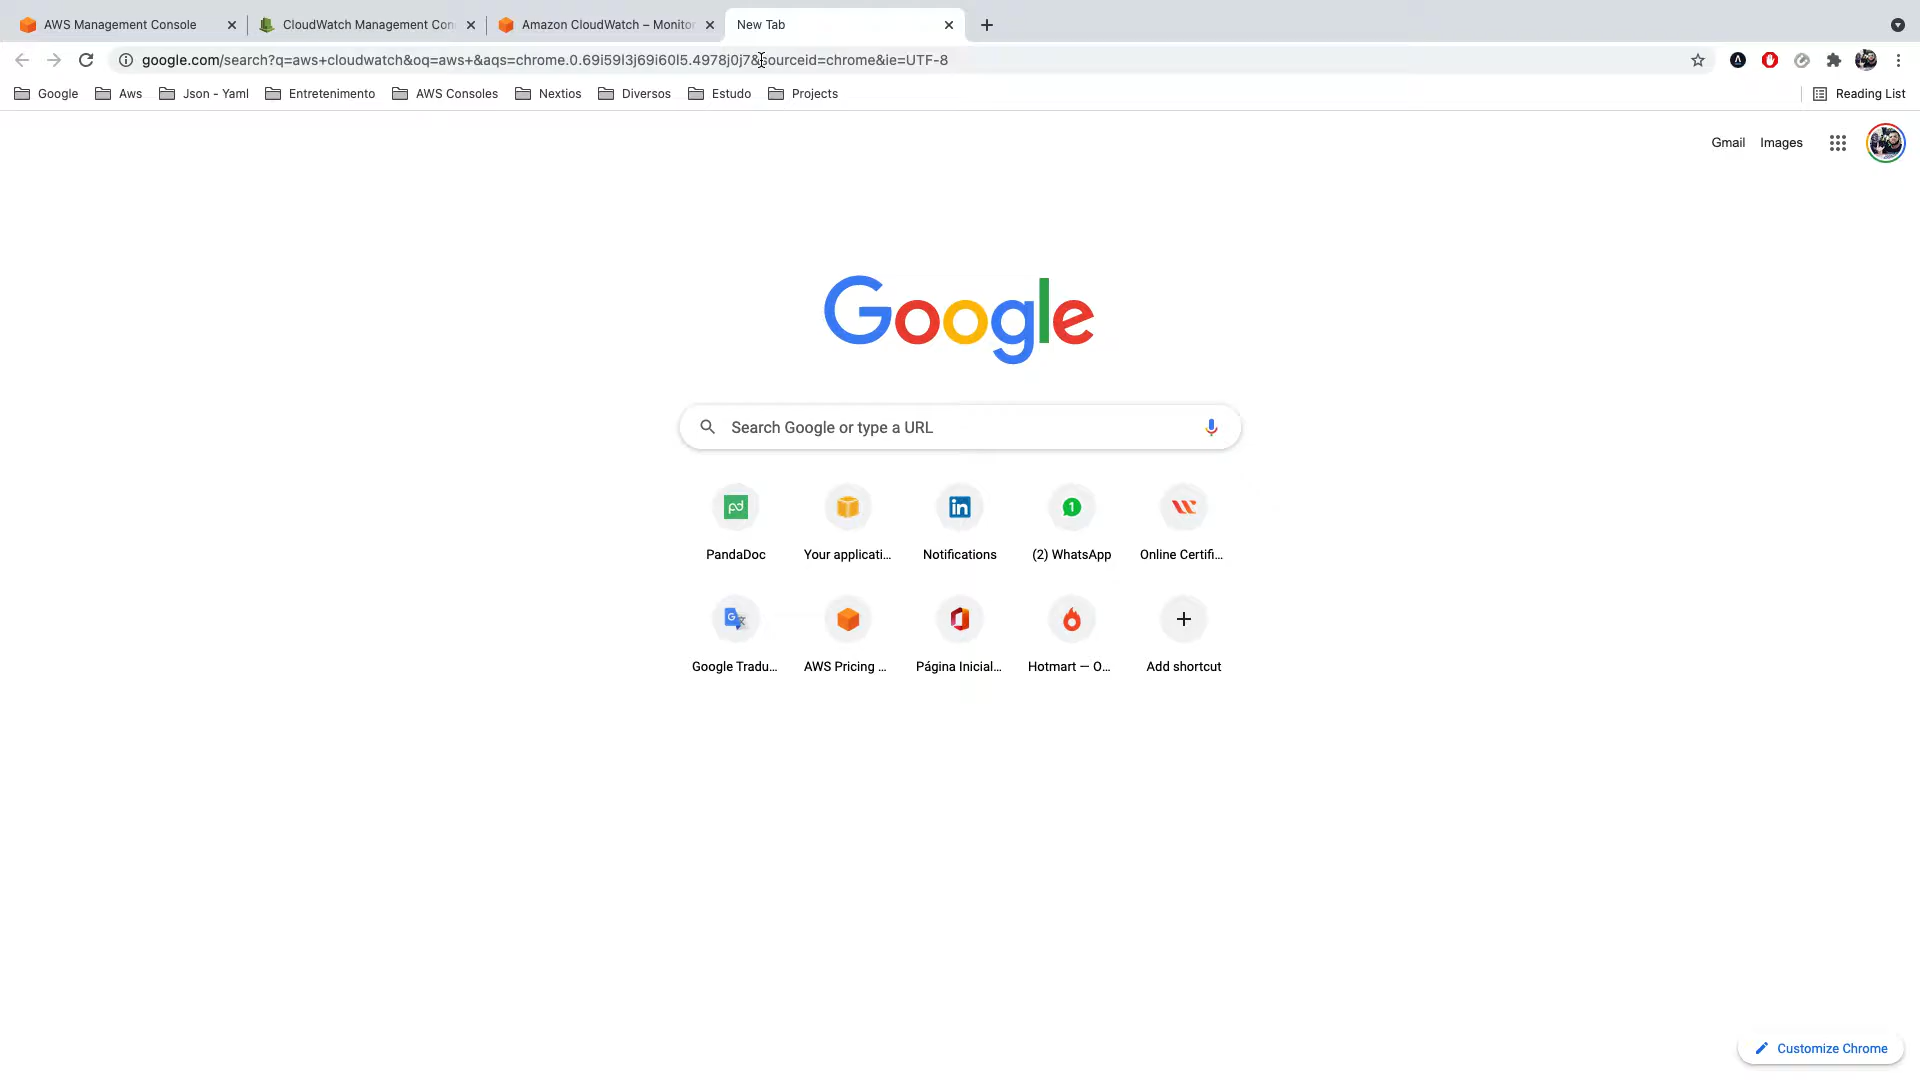 AWS Management Console
CloudWatch Management Con
Amazon CloudWatch – Monitor
New Tab
google.com/search?q=aws+cloudwatch&oq=aws+&aqs=chrome.0.69i59l3j69i60l5.4978j0j7&sourceid=chrome&ie=UTF-8
Google Aws Json - Yaml Entretenimento AWS Consoles Nextios Diversos Estudo Projects Reading List
Gmail Images
Google
Search Google or type a URL
PandaDoc Your applicati... Notifications (2) WhatsApp Online Certifi...
Google Tradu... AWS Pricing ... Página Inicial... Hotmart — O... Add shortcut
Customize Chrome